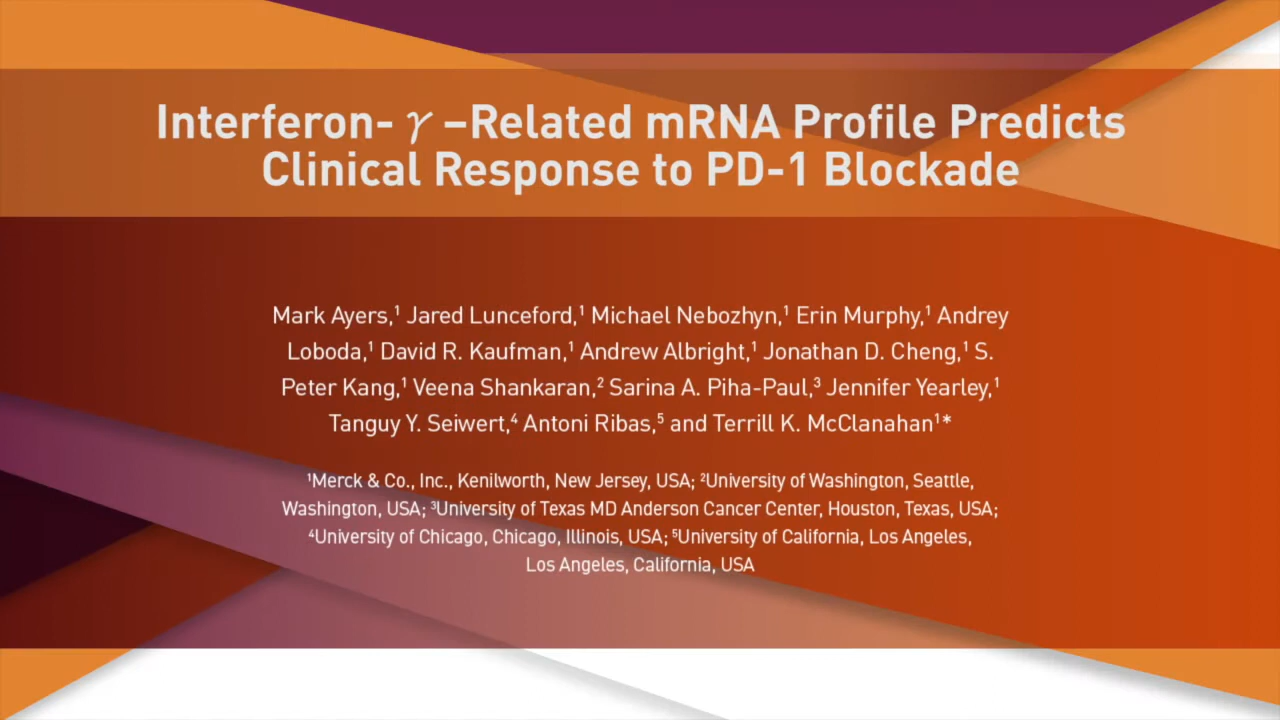 Interferon- γ –Related mRNA Profile Predicts
Clinical Response to PD-1 Blockade
Mark Ayers,¹ Jared Lunceford,¹ Michael Nebozhyn,¹ Erin Murphy,¹ Andrey
Loboda,¹ David R. Kaufman,¹ Andrew Albright,¹ Jonathan D. Cheng,¹ S.
Peter Kang,¹ Veena Shankaran,² Sarina A. Piha-Paul,³ Jennifer Yearley,¹
Tanguy Y. Seiwert,⁴ Antoni Ribas,⁵ and Terrill K. McClanahan¹*
¹Merck & Co., Inc., Kenilworth, New Jersey, USA; ²University of Washington, Seattle,
Washington, USA; ³University of Texas MD Anderson Cancer Center, Houston, Texas, USA;
⁴University of Chicago, Chicago, Illinois, USA; ⁵University of California, Los Angeles,
Los Angeles, California, USA